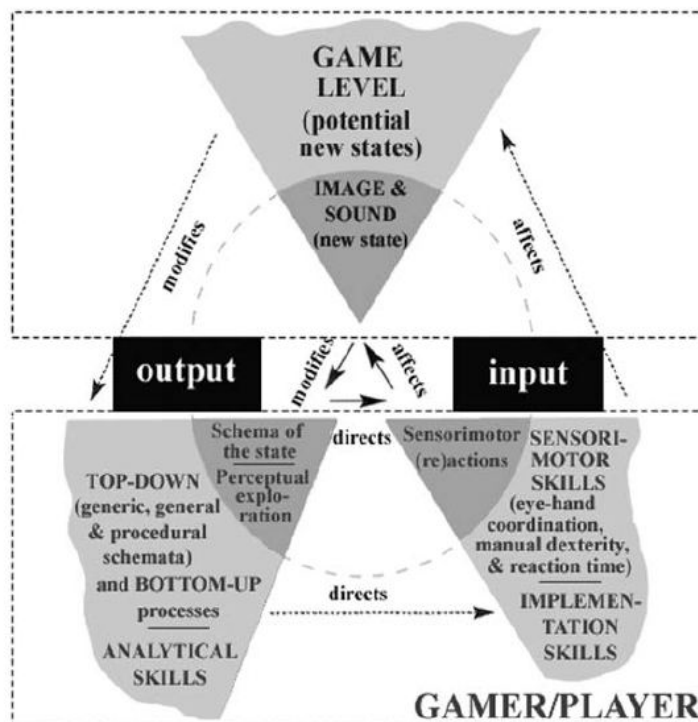 GAME
LEVEL
(potential
new states)
IMAGE &
SOUND
(new state)
modifies
affects
output
modifies
affects
input
Schema of
the state
Perceptual
explo-
ration
directs
Sensorimotor
(re)actions
TOP-DOWN
(generic, general
& procedural
schemata)
and BOTTOM-UP
processes
ANALYTICAL
SKILLS
SENSORI-
MOTOR
SKILLS
(eye-hand
coordination,
manual dexterity,
& reaction time)
IMPLEMEN-
TATION
SKILLS
directs
GAMER/PLAYER